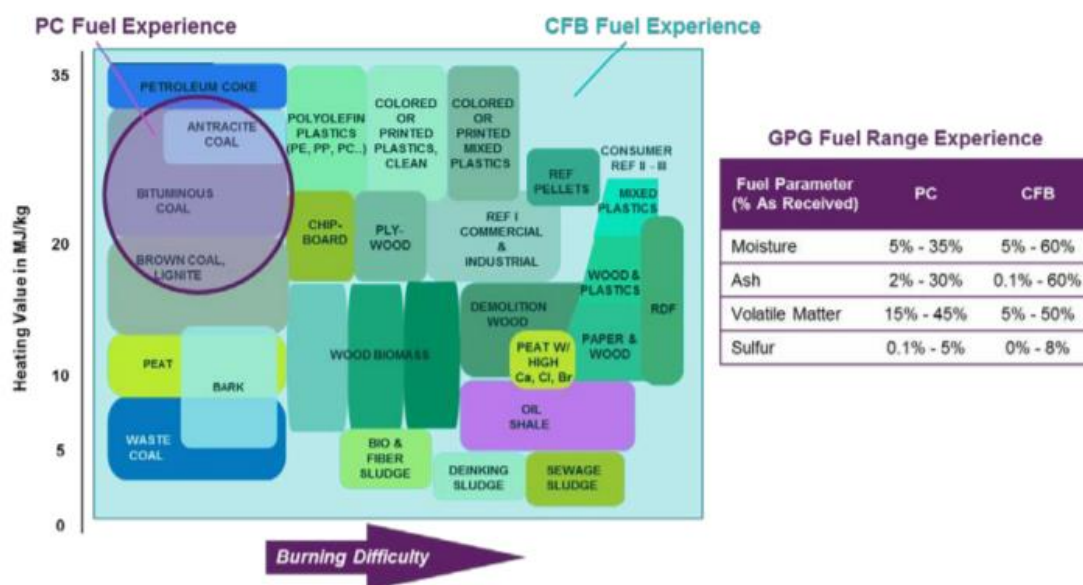 PC Fuel Experience
CFB Fuel Experience
Heating Value in MJ/kg
35
20
10
5
0
PETROLEUM COKE
ANTRACITE
COAL
BITUMINOUS
COAL
BROWN COAL,
LIGNITE
PEAT
BARK
WASTE
COAL
POLYOLEFIN
PLASTICS
(PE, PP, PC..)
COLORED
OR
PRINTED
PLASTICS,
CLEAN
COLORED
OR
PRINTED
MIXED
PLASTICS
CHIP-
BOARD
PLY-
WOOD
REF I
COMMERCIAL
&
INDUSTRIAL
REF
PELLETS
CONSUMER
REF II - III
MIXED
PLASTICS
WOOD &
PLASTICS
PAPER &
WOOD
RDF
WOOD BIOMASS
DEMOLITION
WOOD
PEAT W/
HIGH
Ca, Cl, Br
OIL
SHALE
BIO &
FIBER
SLUDGE
DEINKING
SLUDGE
SEWAGE
SLUDGE
Burning Difficulty
GPG Fuel Range Experience
Fuel Parameter
(% As Received) PC CFB
Moisture 5% - 35% 5% - 60%
Ash 2% - 30% 0.1% - 60%
Volatile Matter 15% - 45% 5% - 50%
Sulfur 0.1% - 5% 0% - 8%